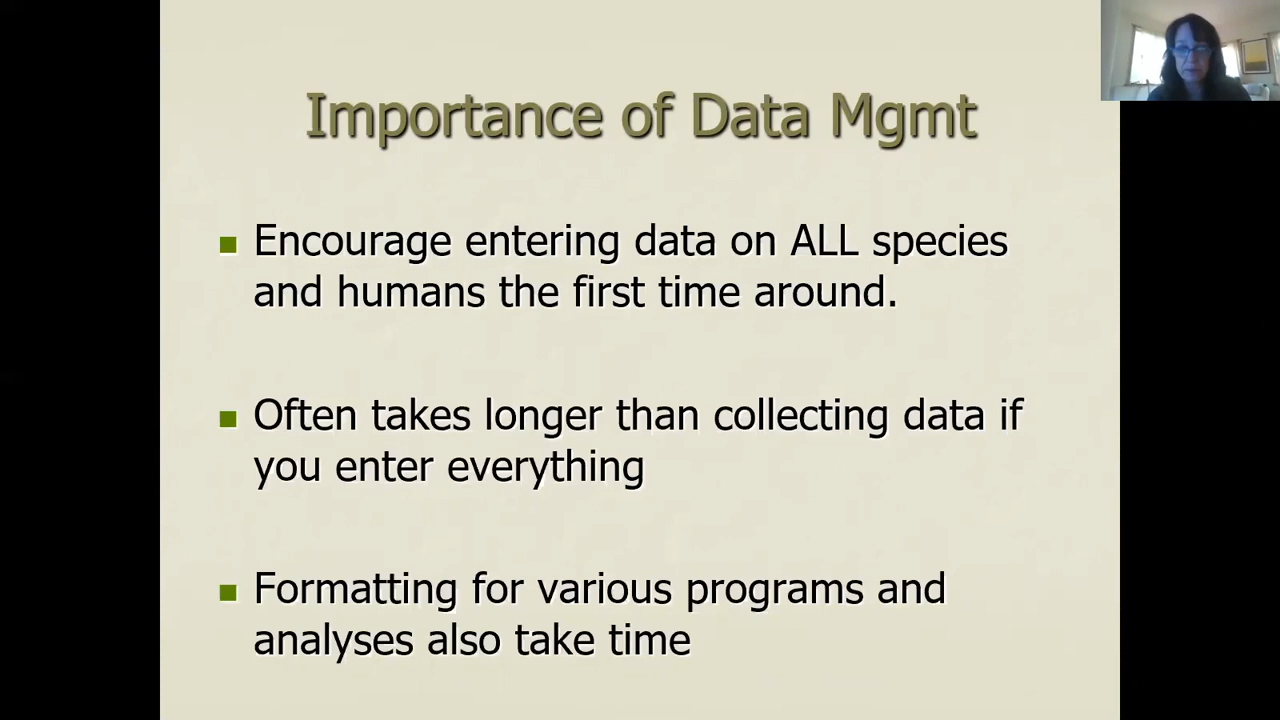 Importance of Data Mgmt
Encourage entering data on ALL species
and humans the first time around.
Often takes longer than collecting data if
you enter everything
Formatting for various programs and
analyses also take time